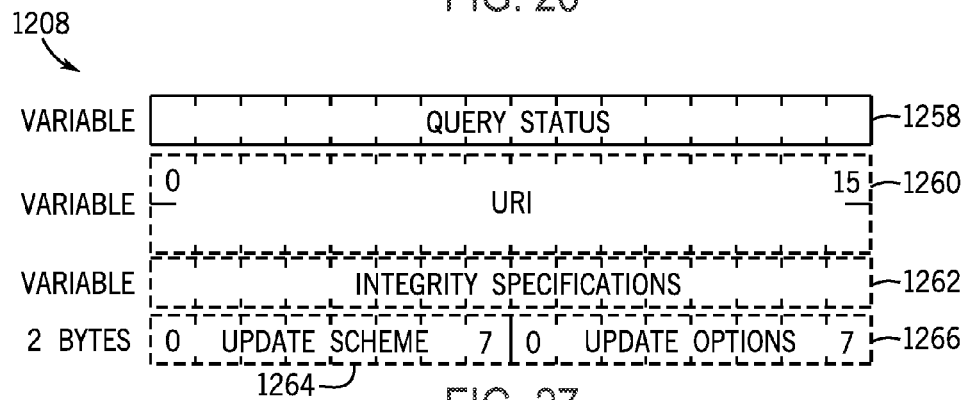 1208
VARIABLE QUERY STATUS 1258
VARIABLE 0 URI 15 1260
VARIABLE INTEGRITY SPECIFICATIONS 1262
2 BYTES 0 UPDATE SCHEME 7 0 UPDATE OPTIONS 7 1266
1264